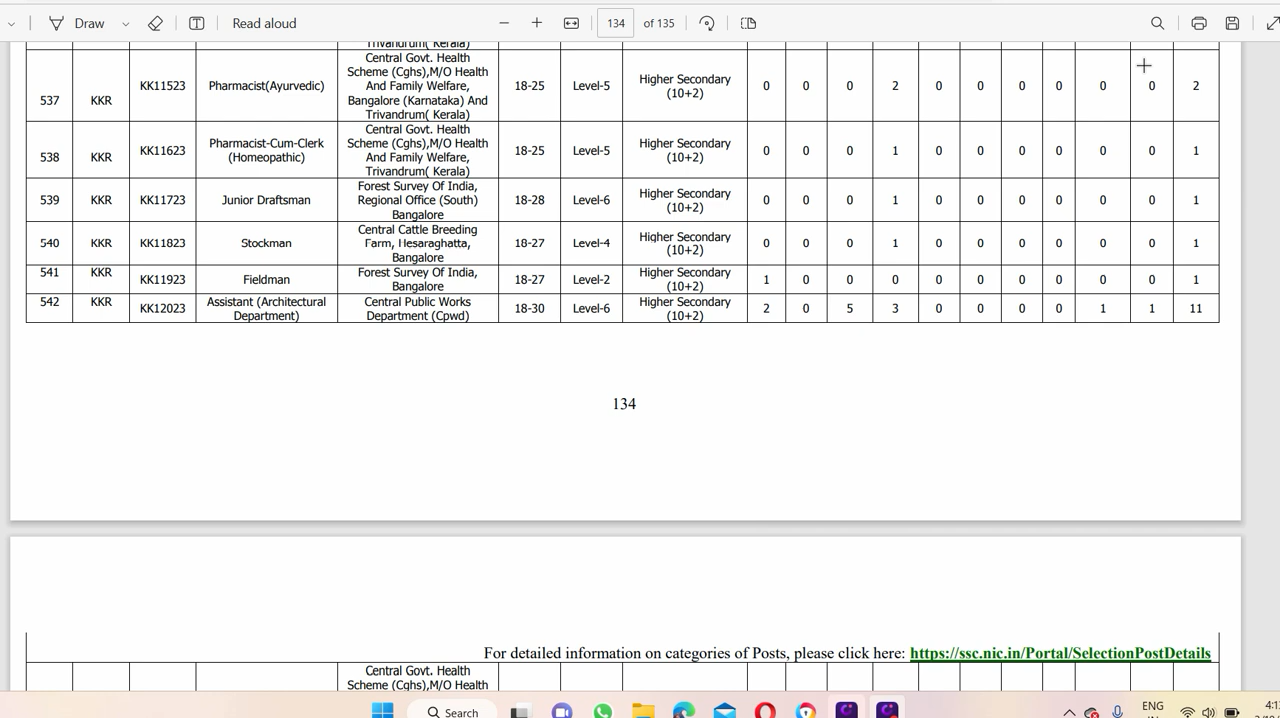 Draw
Read aloud
134 of 135
Trivandrum( Kerala)
537 KKR KK11523 Pharmacist(Ayurvedic) Central Govt. Health Scheme (Cghs),M/O Health And Family Welfare, Bangalore (Karnataka) And Trivandrum( Kerala) 18-25 Level-5 Higher Secondary (10+2) 0 0 0 2 0 0 0 0 0 0 2
538 KKR KK11623 Pharmacist-Cum-Clerk (Homeopathic) Central Govt. Health Scheme (Cghs),M/O Health And Family Welfare, Trivandrum( Kerala) 18-25 Level-5 Higher Secondary (10+2) 0 0 0 1 0 0 0 0 0 0 1
539 KKR KK11723 Junior Draftsman Forest Survey Of India, Regional Office (South) Bangalore 18-28 Level-6 Higher Secondary (10+2) 0 0 0 1 0 0 0 0 0 0 1
540 KKR KK11823 Stockman Central Cattle Breeding Farm, Hesaraghatta, Bangalore 18-27 Level-4 Higher Secondary (10+2) 0 0 0 1 0 0 0 0 0 0 1
541 KKR KK11923 Fieldman Forest Survey Of India, Bangalore 18-27 Level-2 Higher Secondary (10+2) 1 0 0 0 0 0 0 0 0 0 1
542 KKR KK12023 Assistant (Architectural Department) Central Public Works Department (Cpwd) 18-30 Level-6 Higher Secondary (10+2) 2 0 5 3 0 0 0 0 1 1 11
134
For detailed information on categories of Posts, please click here: https://ssc.nic.in/Portal/SelectionPostDetails
Central Govt. Health
Scheme (Cghs),M/O Health
Search
ENG